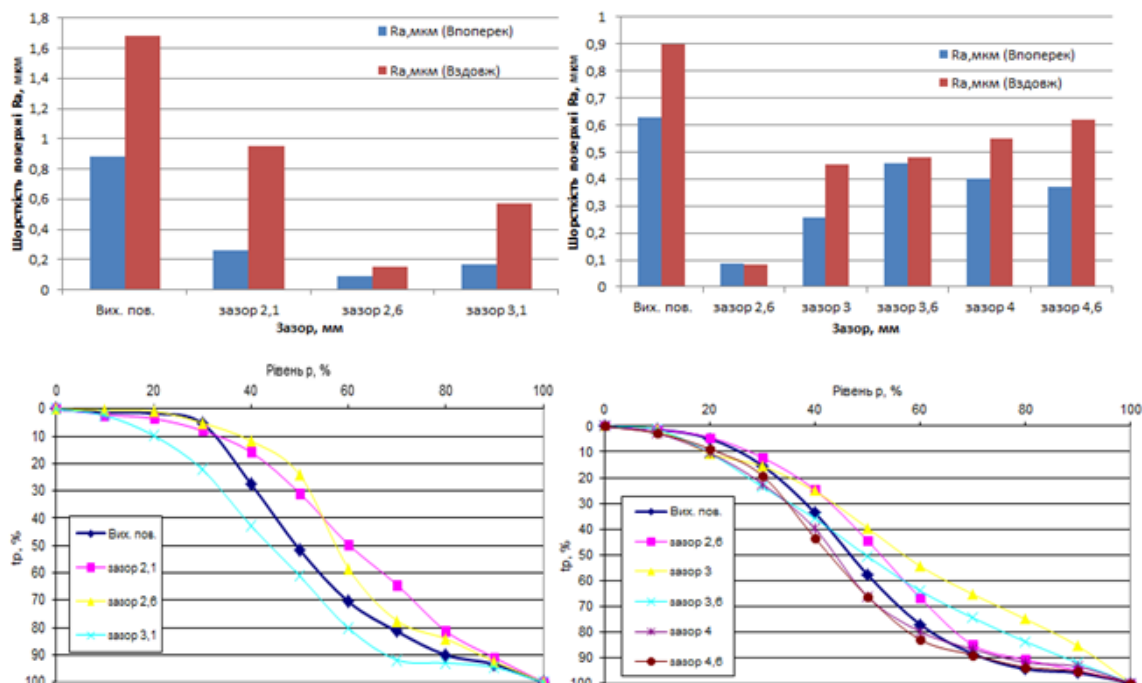 1,8
1,6
1,4
1,2
1
0,8
0,6
0,4
0,2
0
Шорсткість поверхні Ra, мкм
Ra,мкм (Впоперек)
Ra,мкм (Вздовж)
Вих. пов. зазор 2,1 зазор 2,6 зазор 3,1
Зазор, мм
1
0,9
0,8
0,7
0,6
0,5
0,4
0,3
0,2
0,1
0
Шорсткість поверхні Ra, мкм
Ra,мкм (Впоперек)
Ra,мкм (Вздовж)
Вих. пов. зазор 2,6 зазор 3 зазор 3,6 зазор 4 зазор 4,6
Зазор, мм
Рівень р, %
0 20 40 60 80 100
0
10
20
30
40
50
60
70
80
90
100
tp, %
Вих. пов.
зазор 2,1
зазор 2,6
зазор 3,1
Рівень р, %
0 20 40 60 80 100
0
10
20
30
40
50
60
70
80
90
100
tp, %
Вих. пов.
зазор 2,6
зазор 3
зазор 3,6
зазор 4
зазор 4,6